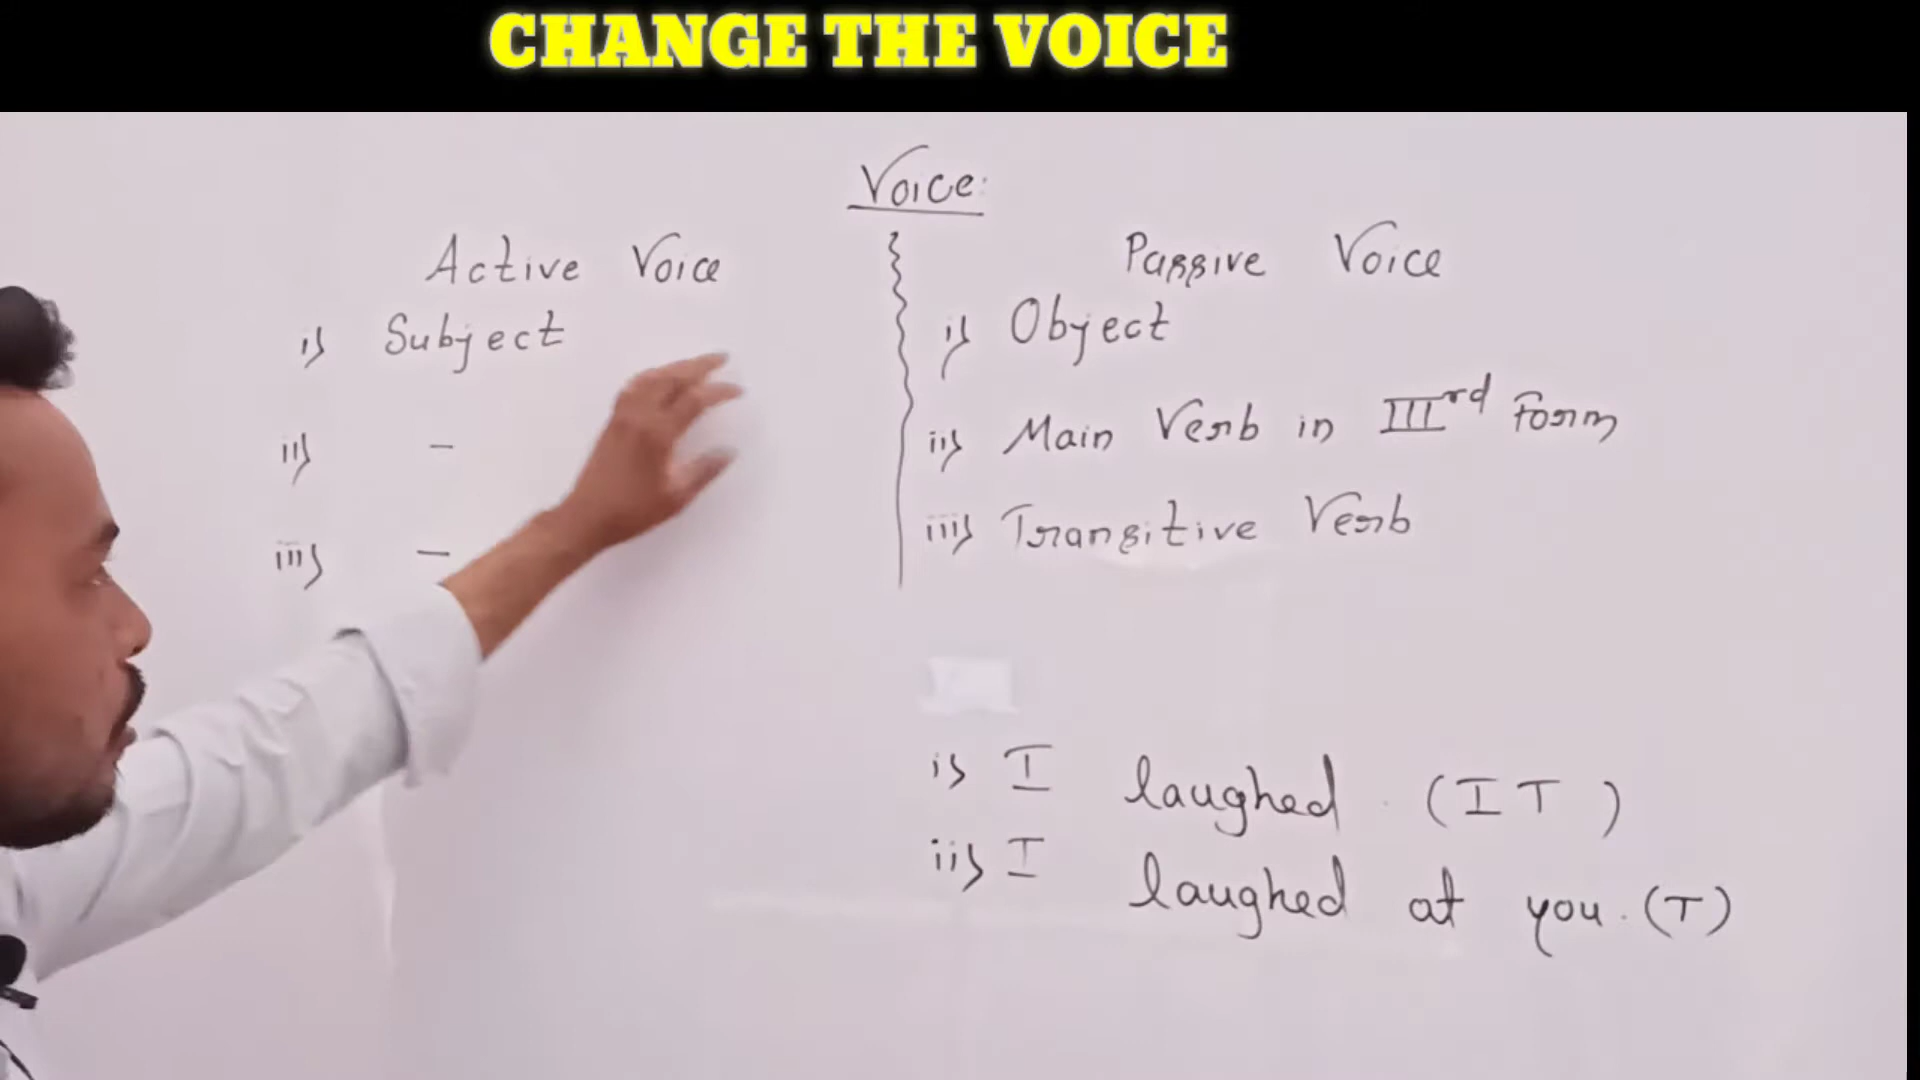 CHANGE THE VOICE
Voice:
Active Voice
i) Subject
ii) -
iii) -
Passive Voice
i) Object
ii) Main Verb in IIIrd Form
iii) Transitive Verb
i) I laughed. (IT)
ii) I laughed at you. (T)